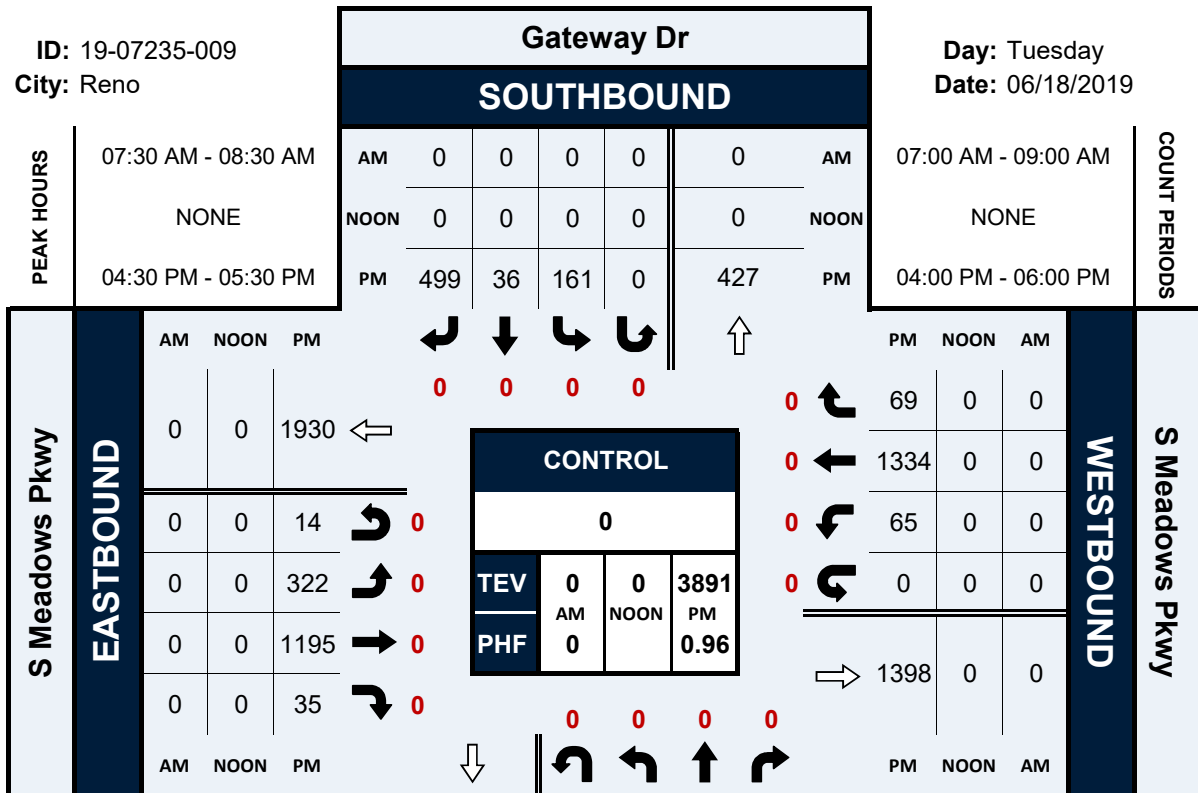 Gateway Dr
ID: 19-07235-009
Day: Tuesday
City: Reno
Date: 06/18/2019
SOUTHBOUND
PEAK HOURS
07:30 AM - 08:30 AM
NONE
04:30 PM - 05:30 PM
AM 0 0 0 0 0 AM
NOON 0 0 0 0 0 NOON
PM 499 36 161 0 427 PM
07:00 AM - 09:00 AM
NONE
04:00 PM - 06:00 PM
COUNT PERIODS
0 0 0 0
S Meadows Pkwy
EASTBOUND
AM NOON PM
0 0 1930
0 0 14 0
0 0 322 0
0 0 1195 0
0 0 35 0
AM NOON PM
CONTROL
0
TEV 0 0 3891
AM NOON PM
PHF 0 0.96
PM NOON AM
0 69 0 0
0 1334 0 0
0 65 0 0
0 0 0 0
1398 0 0
PM NOON AM
WESTBOUND
S Meadows Pkwy
0 0 0 0